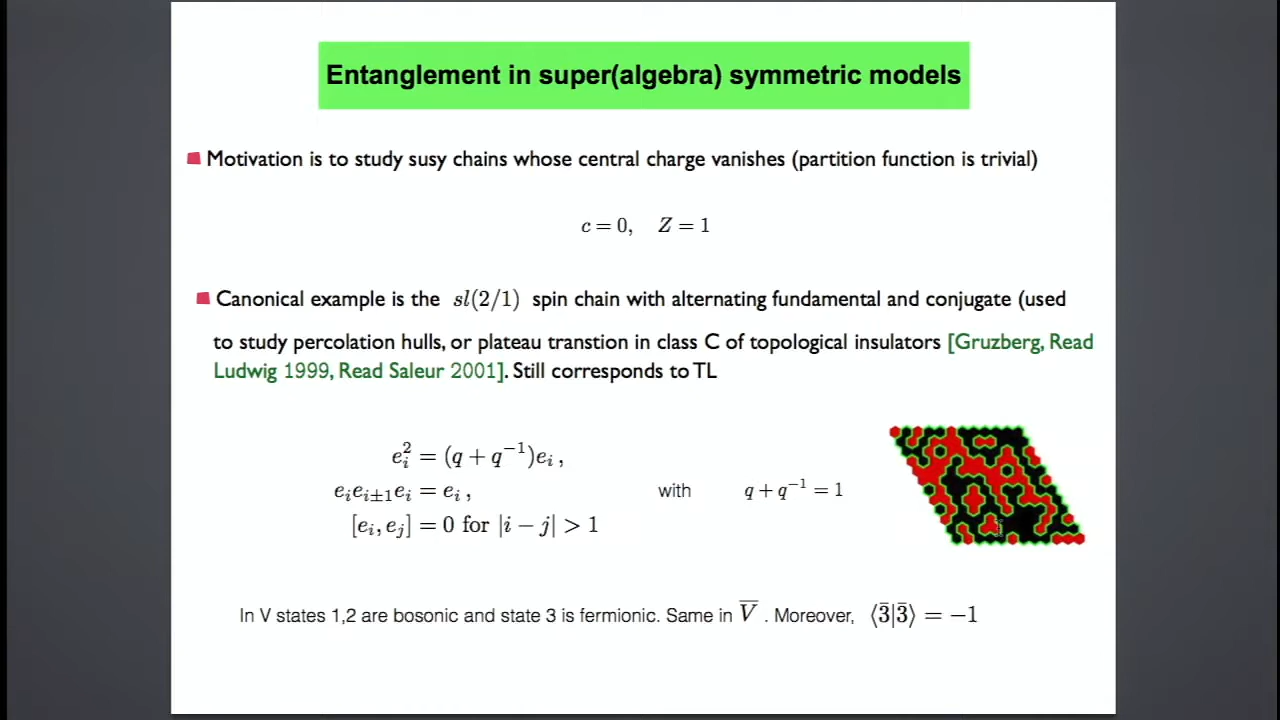 Entanglement in super(algebra) symmetric models
Motivation is to study susy chains whose central charge vanishes (partition function is trivial)
c = 0, Z = 1
Canonical example is the sl(2/1) spin chain with alternating fundamental and conjugate (used
to study percolation hulls, or plateau transtion in class C of topological insulators [Gruzberg, Read
Ludwig 1999, Read Saleur 2001]. Still corresponds to TL
e_i^2 = (q + q^{-1})e_i ,
e_i e_{i±1} e_i = e_i ,
with q + q^{-1} = 1
[e_i, e_j] = 0 for |i − j| > 1
In V states 1,2 are bosonic and state 3 is fermionic. Same in V̅ . Moreover, ⟨3̄|3̄⟩ = −1